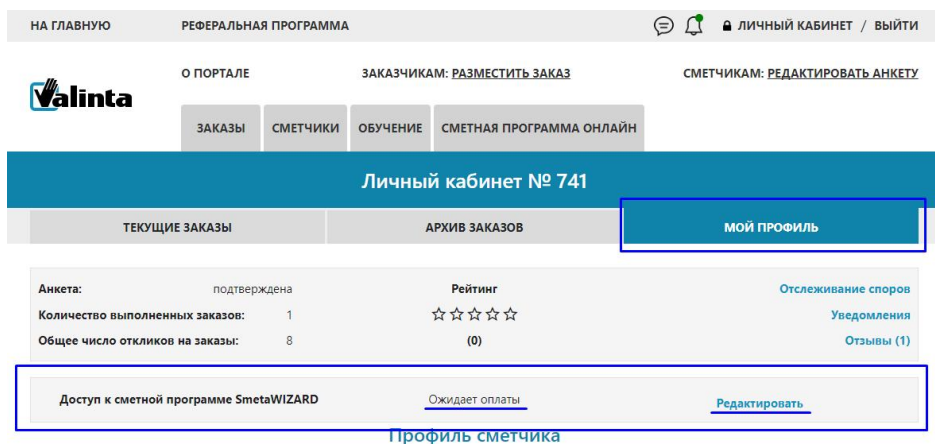 НА ГЛАВНУЮ РЕФЕРАЛЬНАЯ ПРОГРАММА ЛИЧНЫЙ КАБИНЕТ / ВЫЙТИ
О ПОРТАЛЕ ЗАКАЗЧИКАМ: РАЗМЕСТИТЬ ЗАКАЗ СМЕТЧИКАМ: РЕДАКТИРОВАТЬ АНКЕТУ
Valinta
ЗАКАЗЫ СМЕТЧИКИ ОБУЧЕНИЕ СМЕТНАЯ ПРОГРАММА ОНЛАЙН
Личный кабинет № 741
ТЕКУЩИЕ ЗАКАЗЫ АРХИВ ЗАКАЗОВ МОЙ ПРОФИЛЬ
Анкета: подтверждена Рейтинг Отслеживание споров
Количество выполненных заказов: 1 Уведомления
Общее число откликов на заказы: 8 (0) Отзывы (1)
Доступ к сметной программе SmetaWIZARD Ожидает оплаты Редактировать
Профиль сметчика